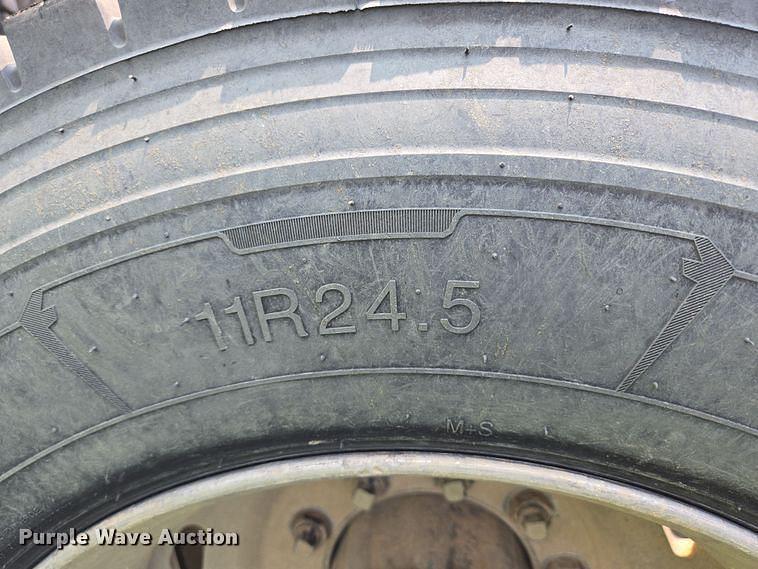 11R24.5
M+S
Purple Wave Auction